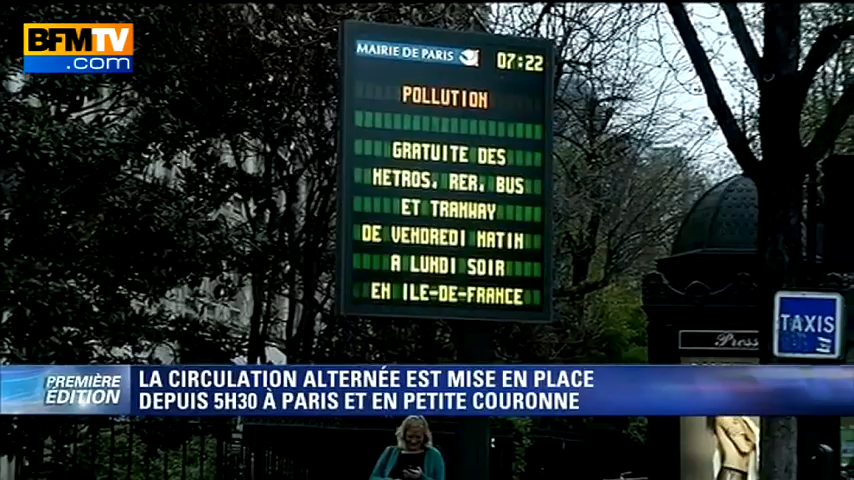 BFMTV
.com
MAIRIE DE PARIS 07:22
POLLUTION
GRATUITE DES
METROS, RER, BUS
ET TRAMWAY
DE VENDREDI MATIN
A LUNDI SOIR
EN ILE-DE-FRANCE
Press
TAXIS
PREMIÈRE
ÉDITION
LA CIRCULATION ALTERNÉE EST MISE EN PLACE
DEPUIS 5H30 À PARIS ET EN PETITE COURONNE